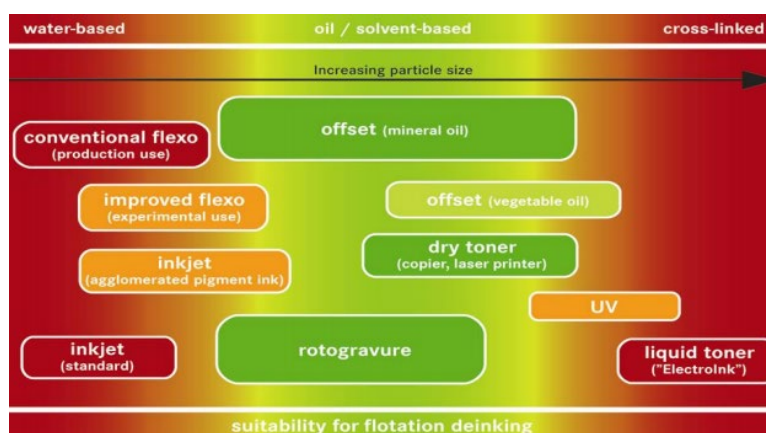 water-based oil / solvent-based cross-linked
Increasing particle size
offset (mineral oil)
conventional flexo
(production use)
improved flexo
(experimental use)
offset (vegetable oil)
inkjet
(agglomerated pigment ink)
dry toner
(copier, laser printer)
UV
inkjet
(standard)
rotogravure
liquid toner
("ElectroInk")
suitability for flotation deinking